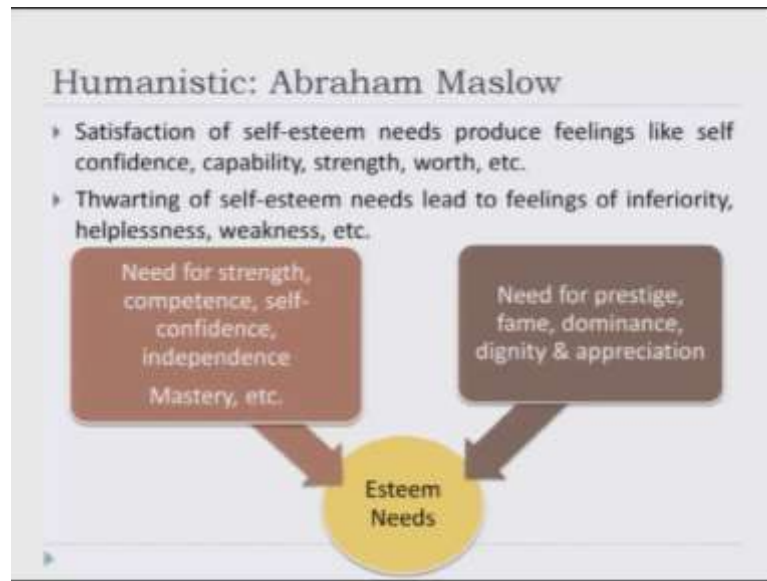 Humanistic: Abraham Maslow
Satisfaction of self-esteem needs produce feelings like self
confidence, capability, strength, worth, etc.
Thwarting of self-esteem needs lead to feelings of inferiority,
helplessness, weakness, etc.
Need for strength,
competence, self-
confidence,
independence
Mastery, etc.
Need for prestige,
fame, dominance,
dignity & appreciation
Esteem
Needs